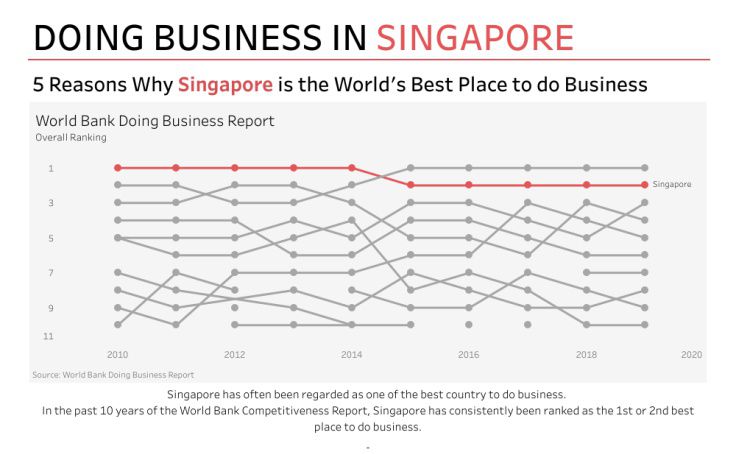 DOING BUSINESS IN SINGAPORE
5 Reasons Why Singapore is the World's Best Place to do Business
World Bank Doing Business Report
Overall Ranking
1
3
5
7
9
11
Singapore
2010 2012 2014 2016 2018 2020
Source: World Bank Doing Business Report
Singapore has often been regarded as one of the best country to do business.
In the past 10 years of the World Bank Competitiveness Report, Singapore has consistently been ranked as the 1st or 2nd best
place to do business.
-